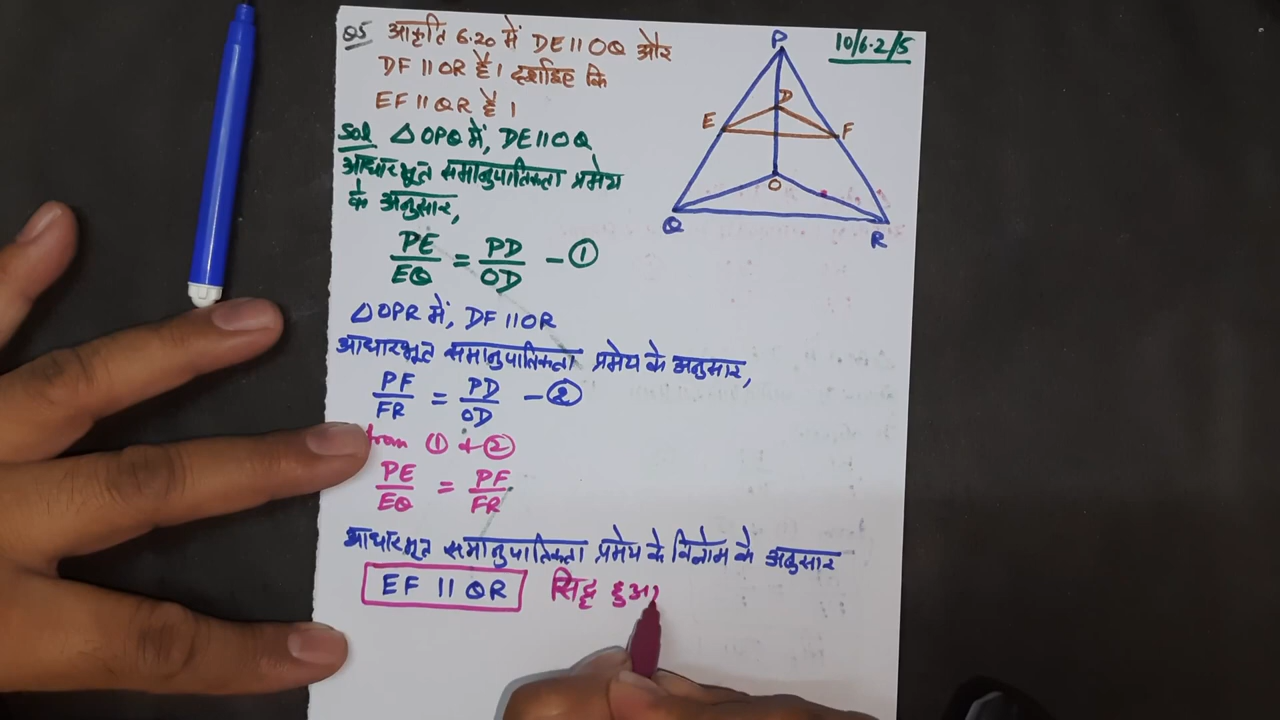 Q5 आकृति 6.20 में DE || OQ और
DF || OR है। दर्शाइए कि
EF || QR है।
10/6.2/5
P
D
E
F
O
Q
R
Sol △OPQ में, DE || OQ
आधारभूत समानुपातिकता प्रमेय
के अनुसार,
PE/EQ = PD/OD - ①
△OPR में, DF || OR
आधारभूत समानुपातिकता प्रमेय के अनुसार,
PF/FR = PD/OD - ②
from ① & ②
PE/EQ = PF/FR
आधारभूत समानुपातिकता प्रमेय के विलोम के अनुसार
EF || QR सिद्ध हुआ